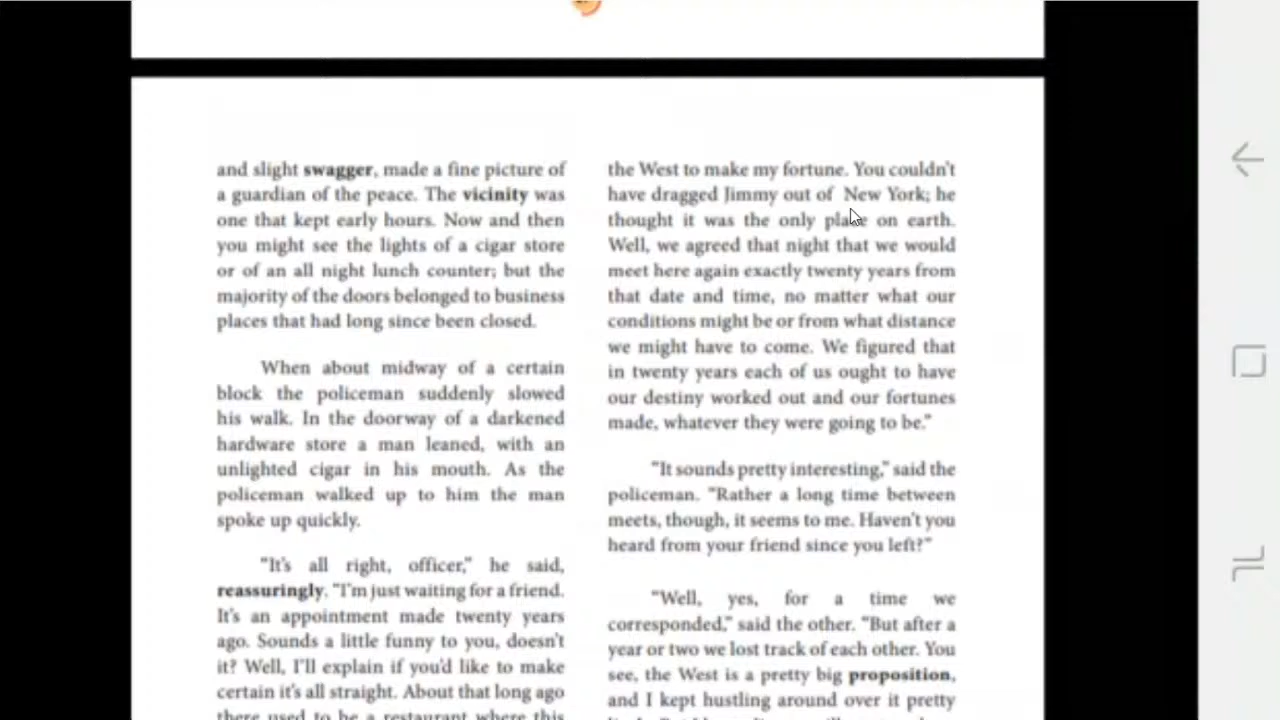 and slight swagger, made a fine picture of
a guardian of the peace. The vicinity was
one that kept early hours. Now and then
you might see the lights of a cigar store
or of an all night lunch counter; but the
majority of the doors belonged to business
places that had long since been closed.
When about midway of a certain
block the policeman suddenly slowed
his walk. In the doorway of a darkened
hardware store a man leaned, with an
unlighted cigar in his mouth. As the
policeman walked up to him the man
spoke up quickly.
"It's all right, officer," he said,
reassuringly. "I'm just waiting for a friend.
It's an appointment made twenty years
ago. Sounds a little funny to you, doesn't
it? Well, I'll explain if you'd like to make
certain it's all straight. About that long ago
there used to be a restaurant where this
the West to make my fortune. You couldn't
have dragged Jimmy out of New York; he
thought it was the only place on earth.
Well, we agreed that night that we would
meet here again exactly twenty years from
that date and time, no matter what our
conditions might be or from what distance
we might have to come. We figured that
in twenty years each of us ought to have
our destiny worked out and our fortunes
made, whatever they were going to be."
"It sounds pretty interesting," said the
policeman. "Rather a long time between
meets, though, it seems to me. Haven't you
heard from your friend since you left?"
"Well, yes, for a time we
corresponded," said the other. "But after a
year or two we lost track of each other. You
see, the West is a pretty big proposition,
and I kept hustling around over it pretty